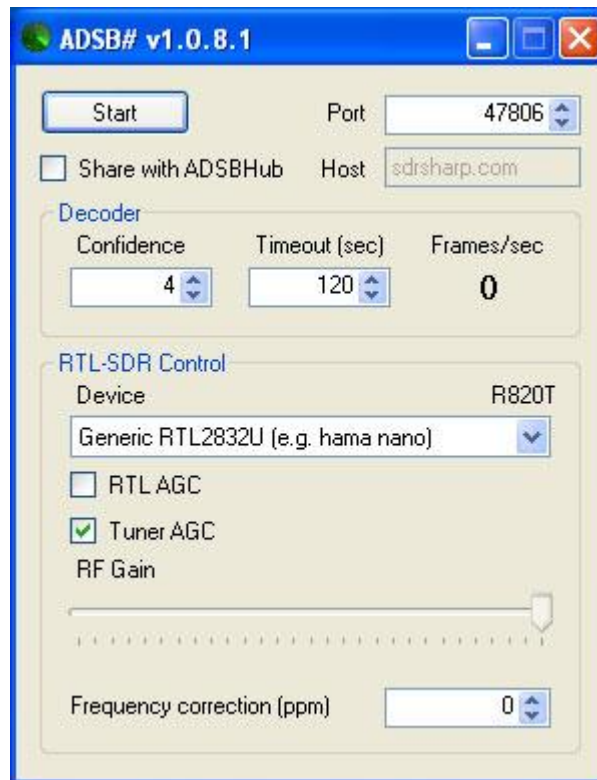 ADSB# v1.0.8.1
Start Port 47806
Share with ADSBHub Host sdrsharp.com
Decoder
Confidence Timeout (sec) Frames/sec
4 120 0
RTL-SDR Control
Device R820T
Generic RTL2832U (e.g. hama nano)
RTL AGC
Tuner AGC
RF Gain
Frequency correction (ppm) 0